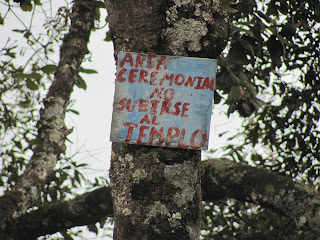 AREA
CEREMONIAL
NO
SUBIRSE
AL
TEMPLO